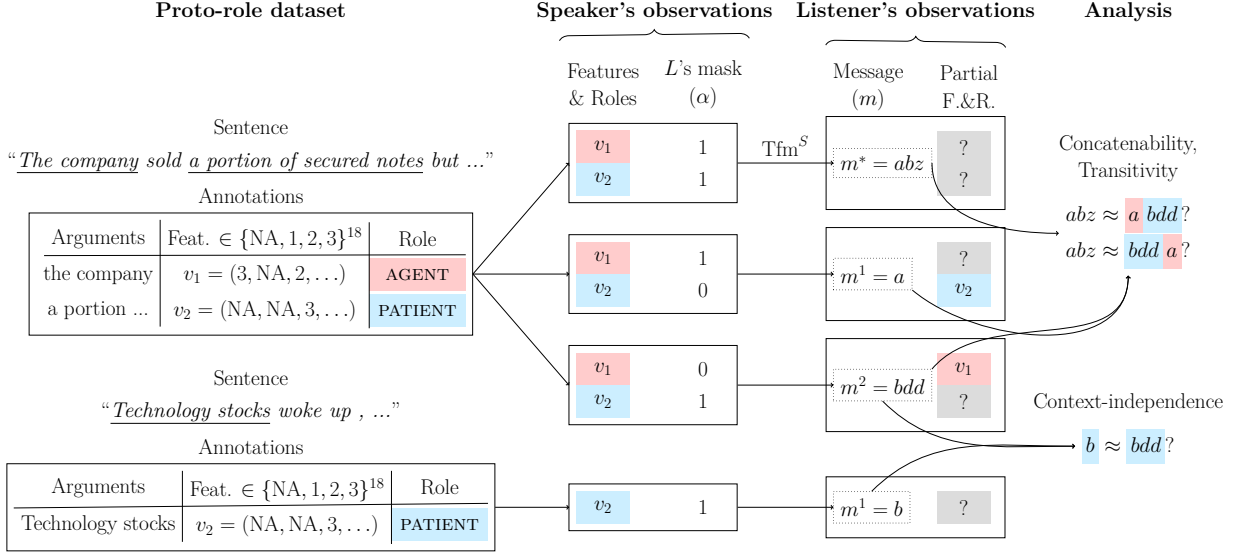 Proto-role dataset
Speaker's observations
Listener's observations
Analysis
Features
& Roles
L's mask
(α)
Message
(m)
Partial
F.&R.
Sentence
“The company sold a portion of secured notes but ...”
Annotations
Arguments Feat. ∈ {NA, 1, 2, 3}¹⁸ Role
the company v₁ = (3, NA, 2, …) AGENT
a portion ... v₂ = (NA, NA, 3, …) PATIENT
Sentence
“Technology stocks woke up , ...”
Annotations
Arguments Feat. ∈ {NA, 1, 2, 3}¹⁸ Role
Technology stocks v₂ = (NA, NA, 3, …) PATIENT
v₁ 1
v₂ 1
Tfmˢ
m* = abz
?
?
v₁ 1
v₂ 0
m¹ = a
?
v₂
v₁ 0
v₂ 1
m² = bdd
v₁
?
v₂ 1
m¹ = b
?
Concatenability,
Transitivity
abz ≈ a bdd?
abz ≈ bdd a?
Context-independence
b ≈ bdd?